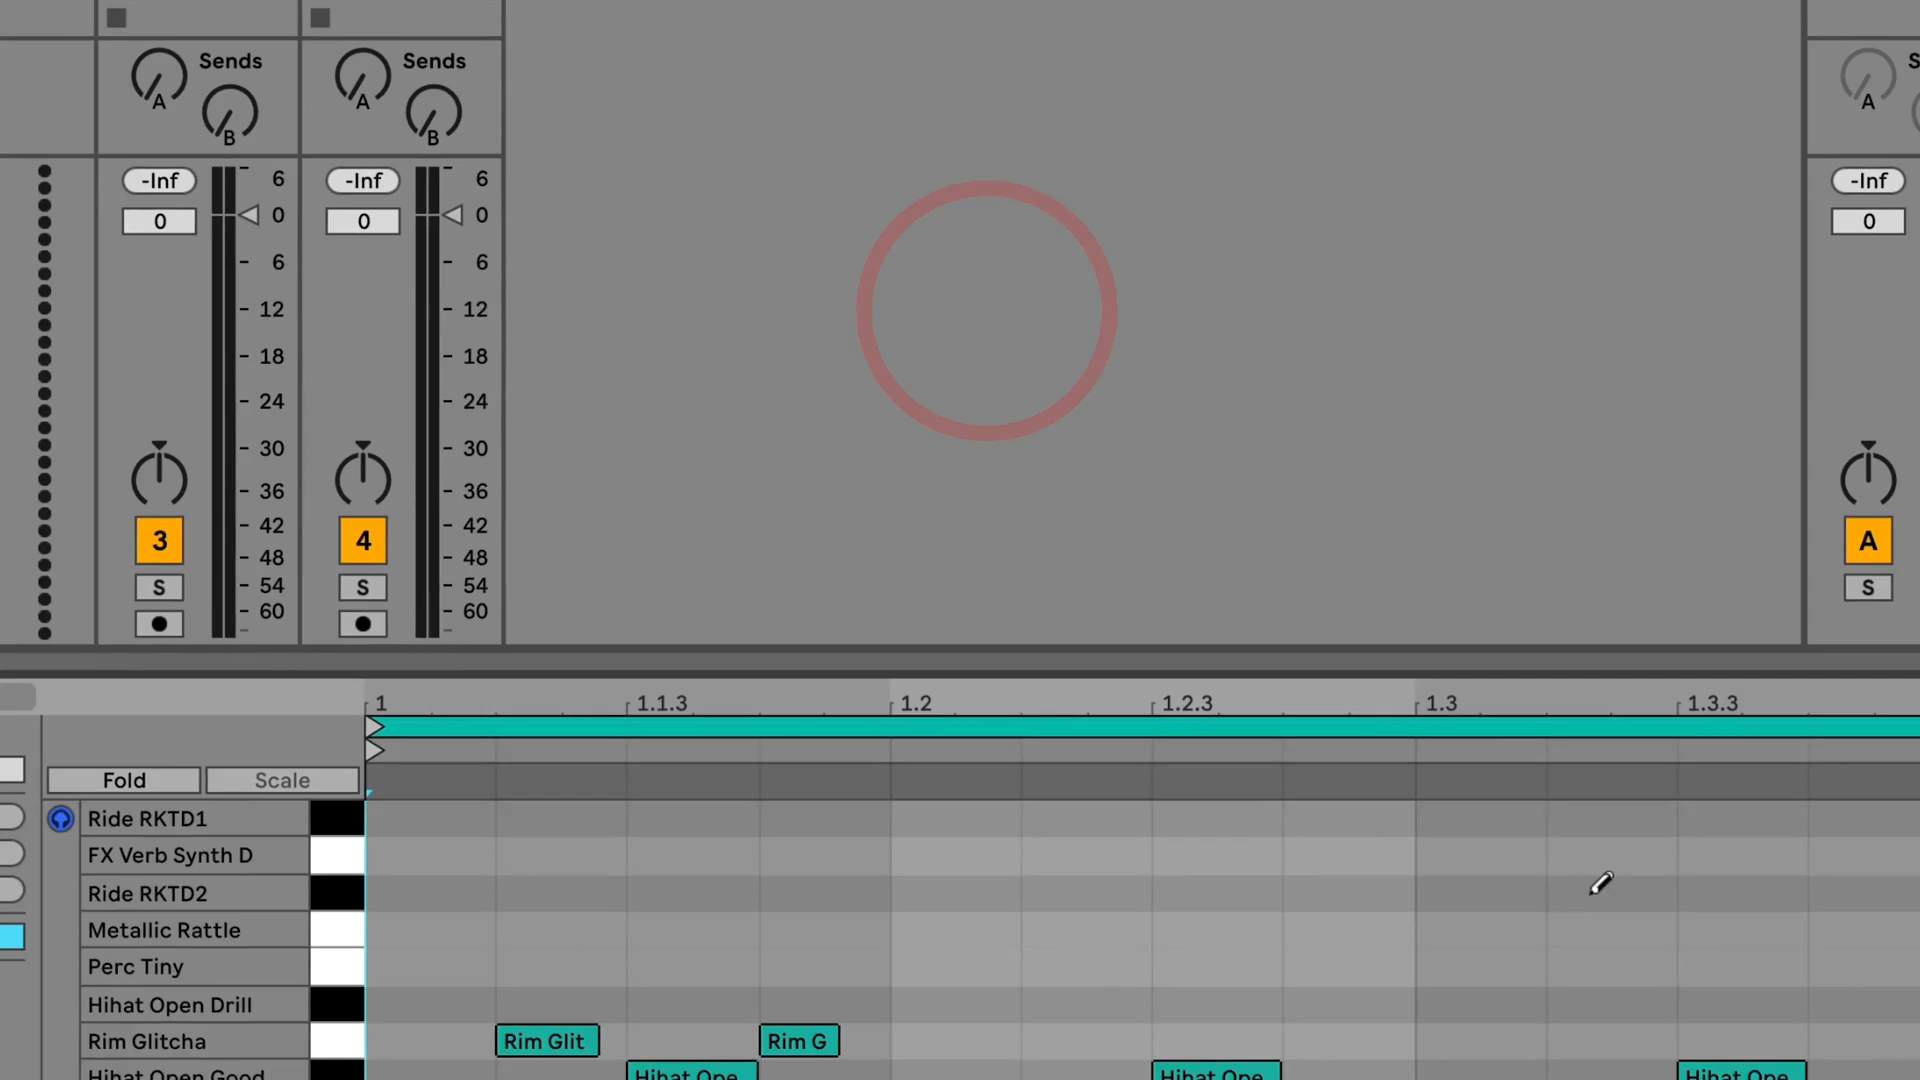 Sends
A
B
-Inf
0
6
0
6
12
18
24
30
36
42
48
54
60
3
S
Sends
A
B
-Inf
0
6
0
6
12
18
24
30
36
42
48
54
60
4
S
S
A
-Inf
0
A
S
1
1.1.3
1.2
1.2.3
1.3
1.3.3
Fold
Scale
Ride RKTD1
FX Verb Synth D
Ride RKTD2
Metallic Rattle
Perc Tiny
Hihat Open Drill
Rim Glitcha
Rim Glit
Rim G
Hihat Open Good
Hihat Ope
Hihat Ope
Hihat Ope